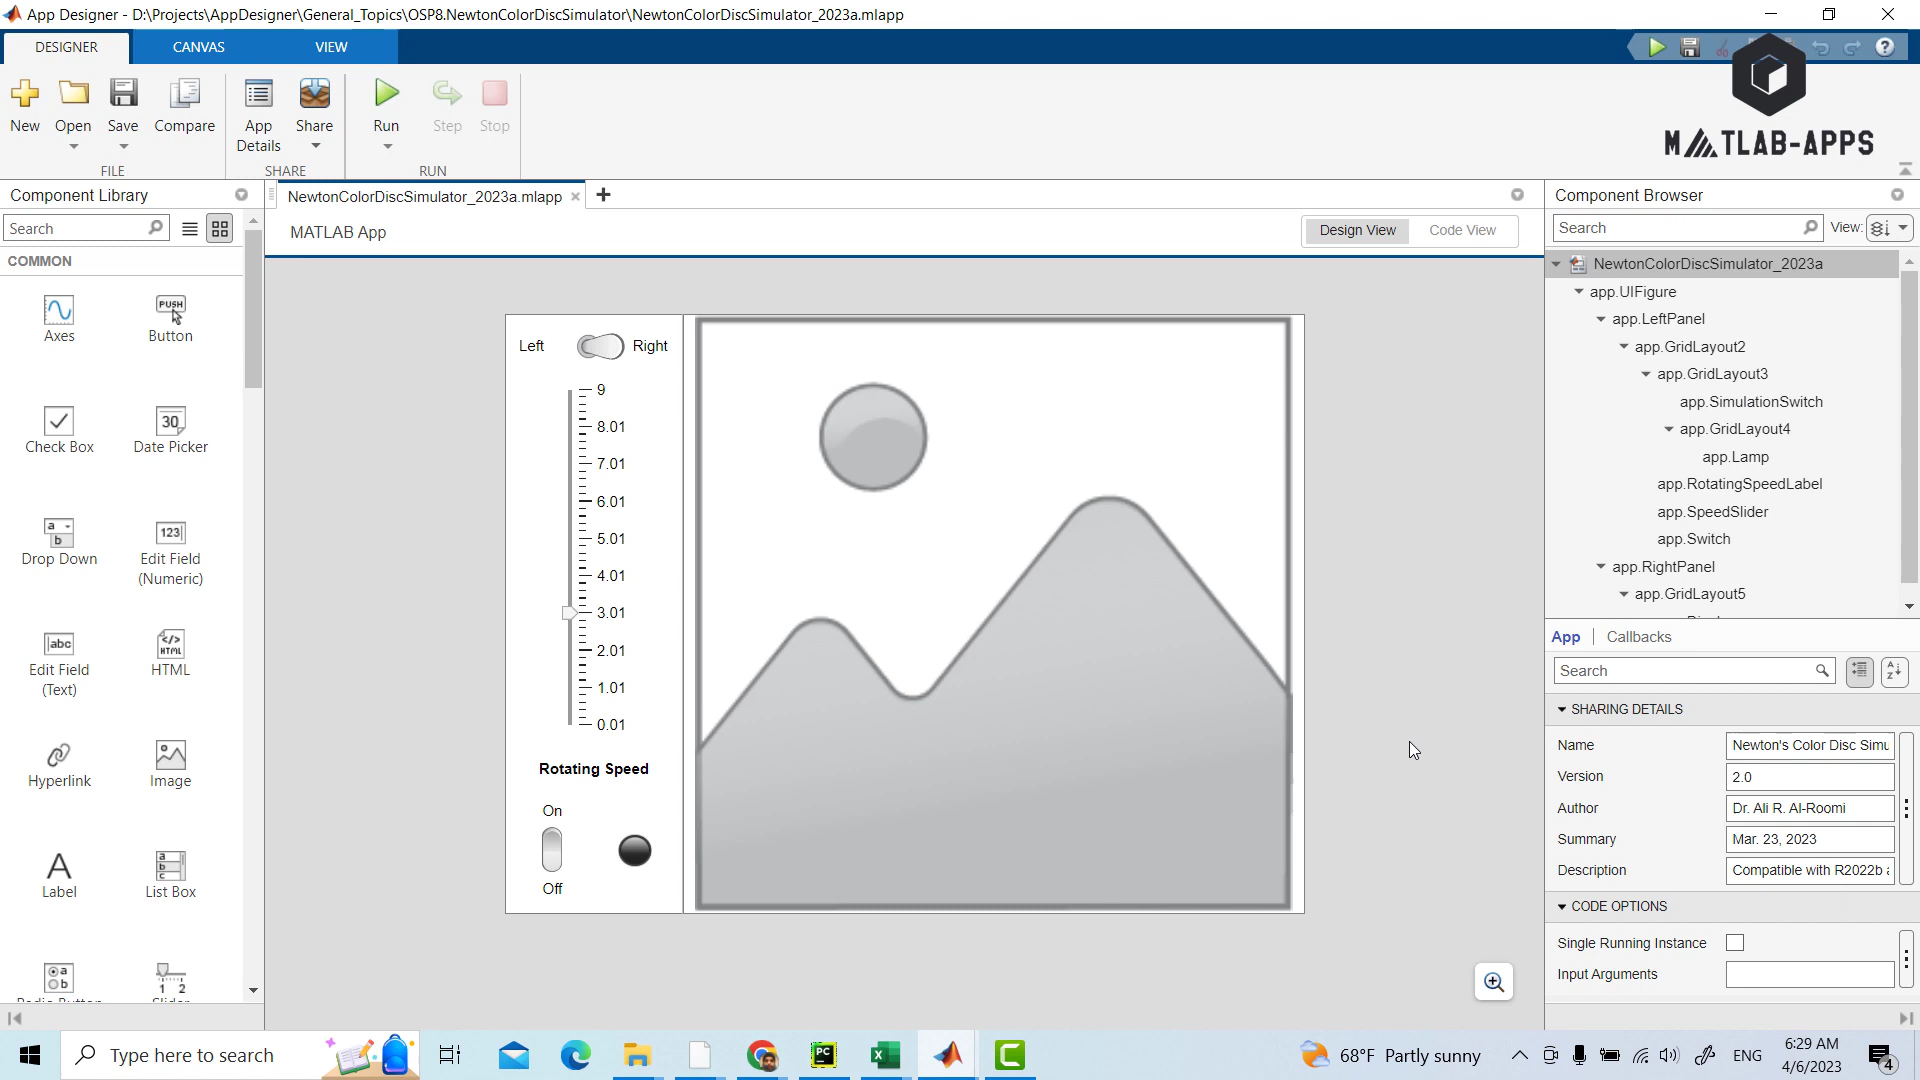 App Designer - D:\Projects\AppDesigner\General_Topics\OSP8.NewtonColorDiscSimulator\NewtonColorDiscSimulator_2023a.mlapp
DESIGNER
CANVAS
VIEW
New
Open
Save
Compare
App
Details
Share
Run
Step
Stop
FILE
SHARE
RUN
MATLAB-APPS
Component Library
Search
COMMON
PUSH
Axes
Button
30
Check Box
Date Picker
a
b
123
Drop Down
Edit Field
(Numeric)
abc
</>
HTML
Edit Field
(Text)
HTML
Hyperlink
Image
A
Label
List Box
1 2
NewtonColorDiscSimulator_2023a.mlapp
MATLAB App
Design View
Code View
Left
Right
9
8.01
7.01
6.01
5.01
4.01
3.01
2.01
1.01
0.01
Rotating Speed
On
Off
Component Browser
Search
View:
NewtonColorDiscSimulator_2023a
app.UIFigure
app.LeftPanel
app.GridLayout2
app.GridLayout3
app.SimulationSwitch
app.GridLayout4
app.Lamp
app.RotatingSpeedLabel
app.SpeedSlider
app.Switch
app.RightPanel
app.GridLayout5
App
Callbacks
Search
SHARING DETAILS
Name
Newton's Color Disc Simu
Version
2.0
Author
Dr. Ali R. Al-Roomi
Summary
Mar. 23, 2023
Description
Compatible with R2022b
CODE OPTIONS
Single Running Instance
Input Arguments
Type here to search
PC
68°F Partly sunny
ENG
6:29 AM
4/6/2023
4